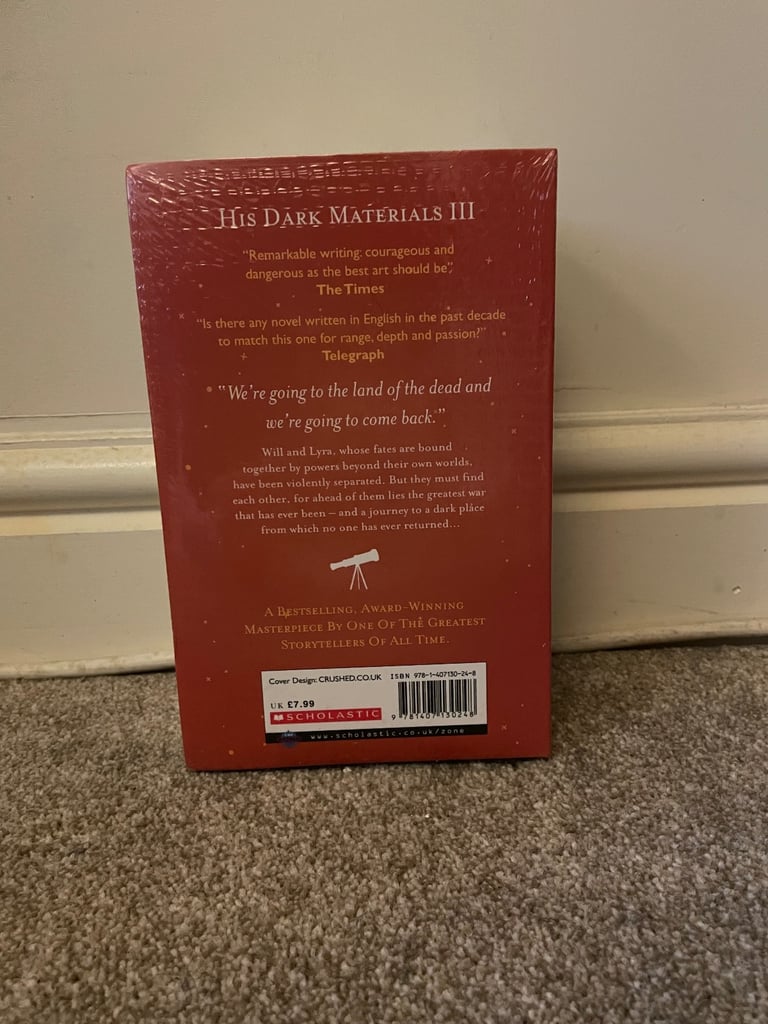 HIS DARK MATERIALS III
“Remarkable writing: courageous and
dangerous as the best art should be”
The Times
“Is there any novel written in English in the past decade
to match this one for range, depth and passion?”
Telegraph
“We're going to the land of the dead and
we're going to come back.”
Will and Lyra, whose fates are bound
together by powers beyond their own worlds,
have been violently separated. But they must find
each other, for ahead of them lies the greatest war
that has ever been – and a journey to a dark place
from which no one has ever returned…
A BESTSELLING, AWARD-WINNING
MASTERPIECE BY ONE OF THE GREATEST
STORYTELLERS OF ALL TIME.
Cover Design: CRUSHED.CO.UK
ISBN 978-1-407130-24-8
UK £7.99
SCHOLASTIC
9 781407 130248
www.scholastic.co.uk/zone